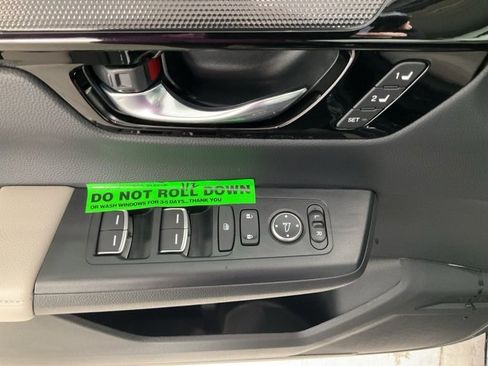 1
2
SET
DO NOT ROLL DOWN
OR WASH WINDOWS FOR 3-5 DAYS...THANK YOU